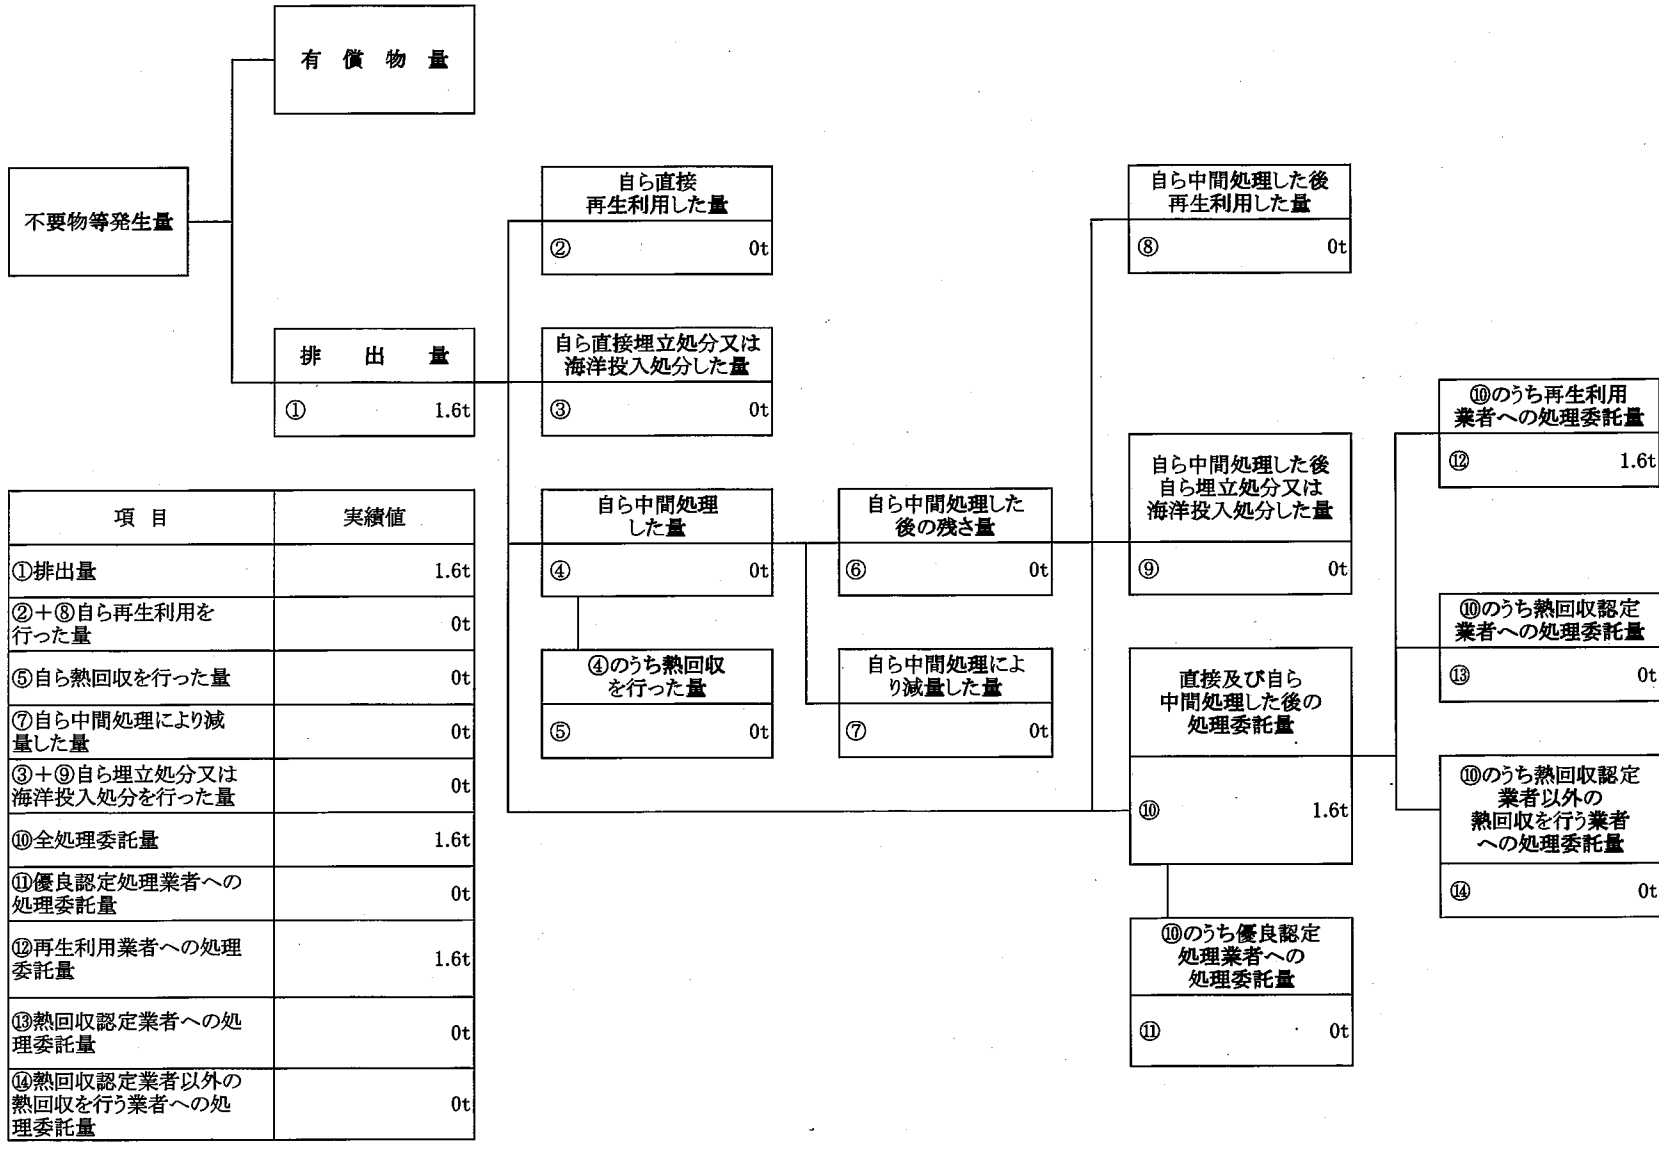 有 償 物 量
不要物等発生量
排 出 量
① 1.6t
自ら直接
再生利用した量
② 0t
自ら直接埋立処分又は
海洋投入処分した量
③ 0t
自ら中間処理
した量
④ 0t
④のうち熱回収
を行った量
⑤ 0t
自ら中間処理した
後の残さ量
⑥ 0t
自ら中間処理によ
り減量した量
⑦ 0t
自ら中間処理した後
再生利用した量
⑧ 0t
自ら中間処理した後
自ら埋立処分又は
海洋投入処分した量
⑨ 0t
直接及び自ら
中間処理した後の
処理委託量
⑩ 1.6t
⑩のうち優良認定
処理業者への
処理委託量
⑪ 0t
⑩のうち再生利用
業者への処理委託量
⑫ 1.6t
⑩のうち熱回収認定
業者への処理委託量
⑬ 0t
⑩のうち熱回収認定
業者以外の
熱回収を行う業者
への処理委託量
⑭ 0t
項 目 実績値
①排出量 1.6t
②+⑧自ら再生利用を
行った量 0t
⑤自ら熱回収を行った量 0t
⑦自ら中間処理により減
量した量 0t
③+⑨自ら埋立処分又は
海洋投入処分を行った量 0t
⑩全処理委託量 1.6t
⑪優良認定処理業者への
処理委託量 0t
⑫再生利用業者への処理
委託量 1.6t
⑬熱回収認定業者への処
理委託量 0t
⑭熱回収認定業者以外の
熱回収を行う業者への処
理委託量 0t